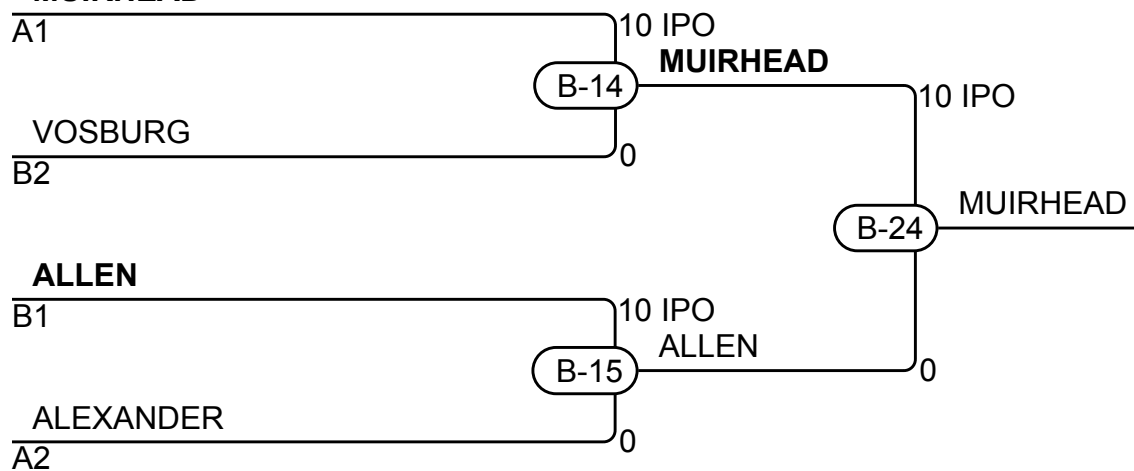 A1
10 IPO
MUIRHEAD
B-14
10 IPO
VOSBURG
0
B2
MUIRHEAD
B-24
ALLEN
B1
10 IPO
ALLEN
B-15
0
ALEXANDER
0
A2